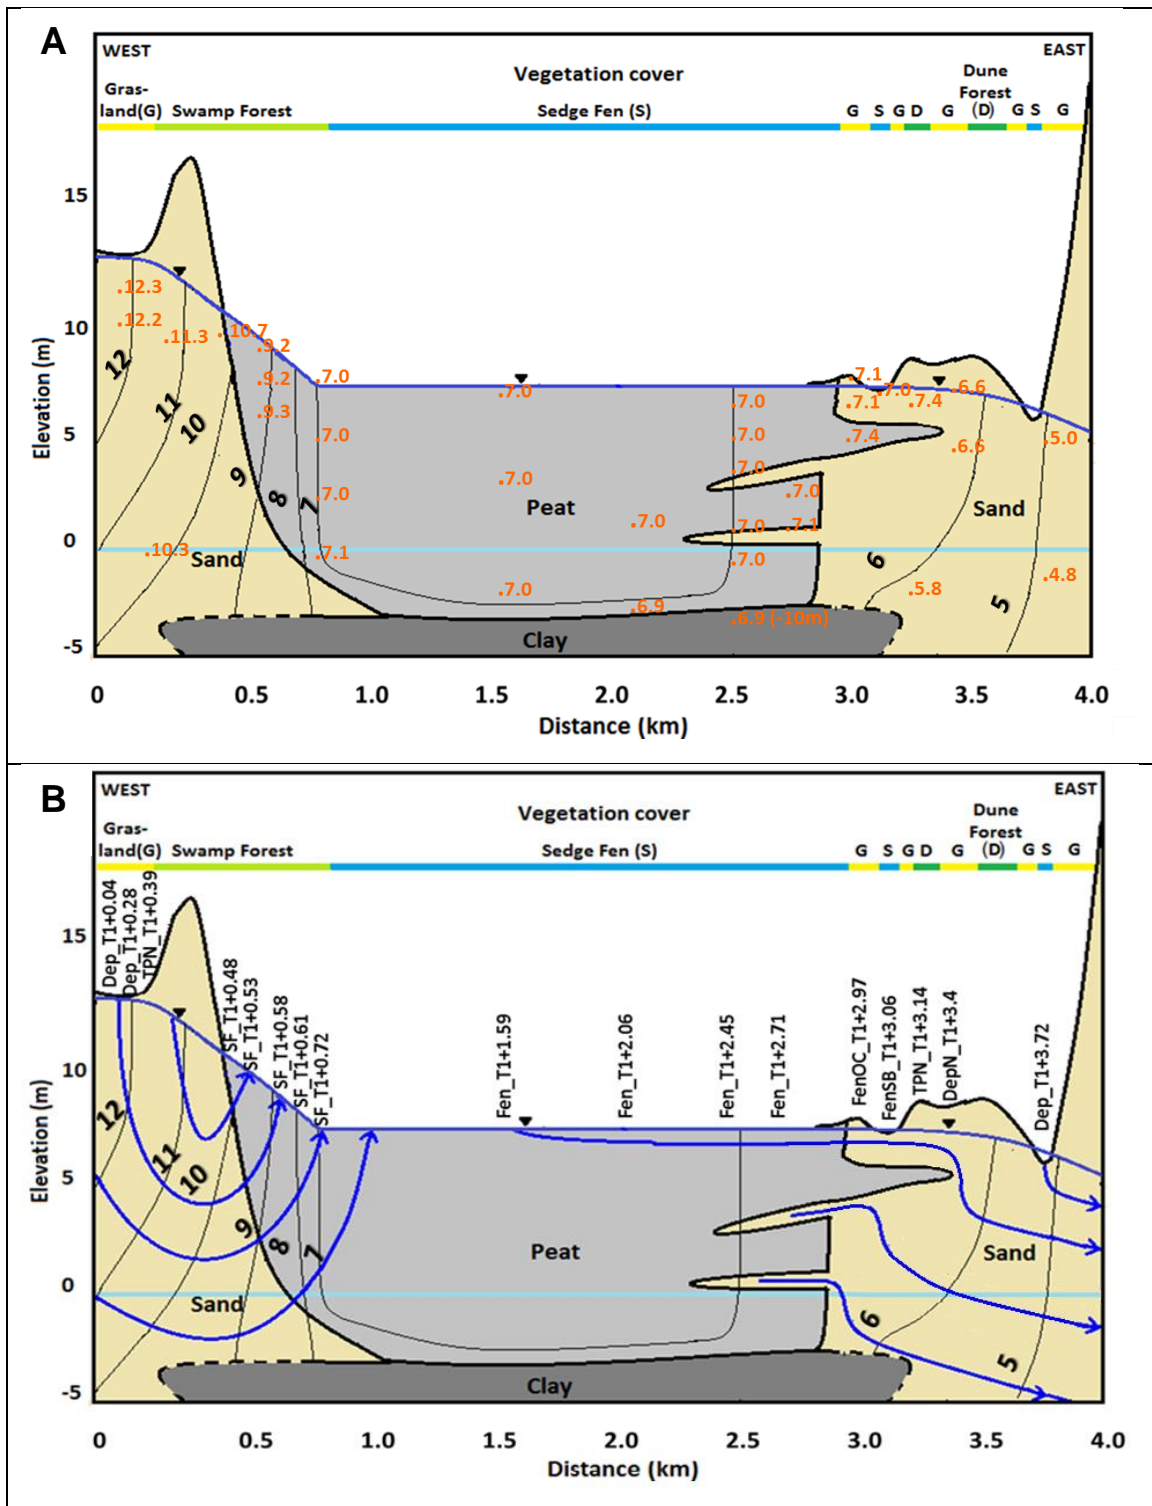 A
WEST
EAST
Vegetation cover
Gras-
land(G)
Swamp Forest
Sedge Fen (S)
Dune
Forest
G S G D G (D) G S G
15
10
5
0
-5
Elevation (m)
.12.3
.12.2
.11.3
.10.7
.9.2
.9.2
.9.3
.7.0
.7.0
.7.0
.7.1
.10.3
12
11
10
9
8
7
.7.0
.7.0
.7.0
.7.0
.6.9
.7.0
.7.0
.7.0
.7.0
.7.0
.7.0
.7.1
.6.9 (-10m)
.7.1
.7.0
.7.1
.7.4
.7.4
.6.6
.6.6
.5.0
.5.8
.4.8
6
5
Peat
Sand
Sand
Clay
0 0.5 1.0 1.5 2.0 2.5 3.0 3.5 4.0
Distance (km)
B
WEST
EAST
Vegetation cover
Gras-
land(G)
Swamp Forest
Sedge Fen (S)
Dune
Forest
G S G D G (D) G S G
Dep_T1+0.04
Dep_T1+0.28
TPN_T1+0.39
SF_T1+0.48
SF_T1+0.53
SF_T1+0.58
SF_T1+0.61
SF_T1+0.72
Fen_T1+1.59
Fen_T1+2.06
Fen_T1+2.45
Fen_T1+2.71
FenOC_T1+2.97
FenSB_T1+3.06
TPN_T1+3.14
DepN_T1+3.4
Dep_T1+3.72
15
10
5
0
-5
Elevation (m)
12
11
10
9
8
7
6
5
Peat
Sand
Sand
Clay
0 0.5 1.0 1.5 2.0 2.5 3.0 3.5 4.0
Distance (km)